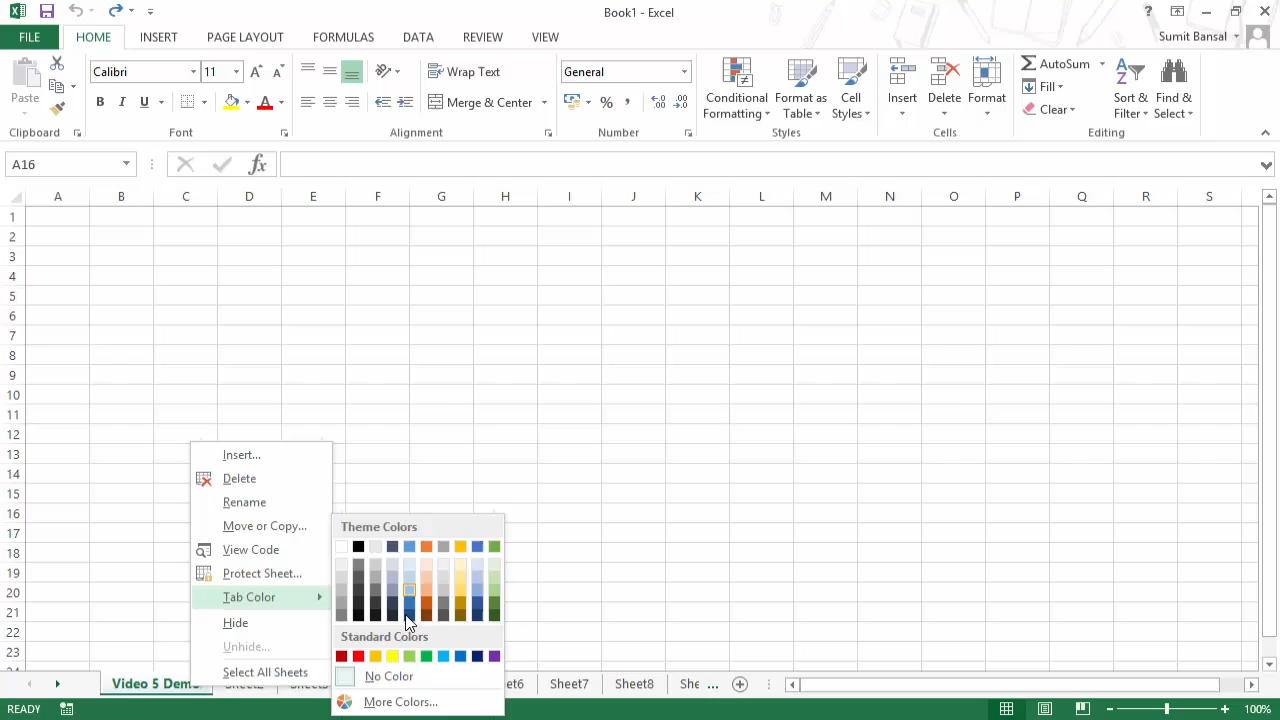 Book1 - Excel
FILE HOME INSERT PAGE LAYOUT FORMULAS DATA REVIEW VIEW Sumit Bansal
Paste Calibri 11 Wrap Text General Conditional Formatting Format as Table Cell Styles Insert Delete Format AutoSum Sort & Filter Find & Select
B I U A Merge & Center % , Fill
Clear
Clipboard Font Alignment Number Styles Cells Editing
A16 fx
A B C D E F G H I J K L M N O P Q R S
1
2
3
4
5
6
7
8
9
10
11
12
13
14
15
16
17
18
19
20
21
22
23
24
Insert...
Delete
Rename
Move or Copy...
View Code
Protect Sheet...
Tab Color
Hide
Unhide...
Select All Sheets
Theme Colors
Standard Colors
No Color
More Colors...
Video 5 Dem Sheet7 Sheet8 She ...
READY 100%